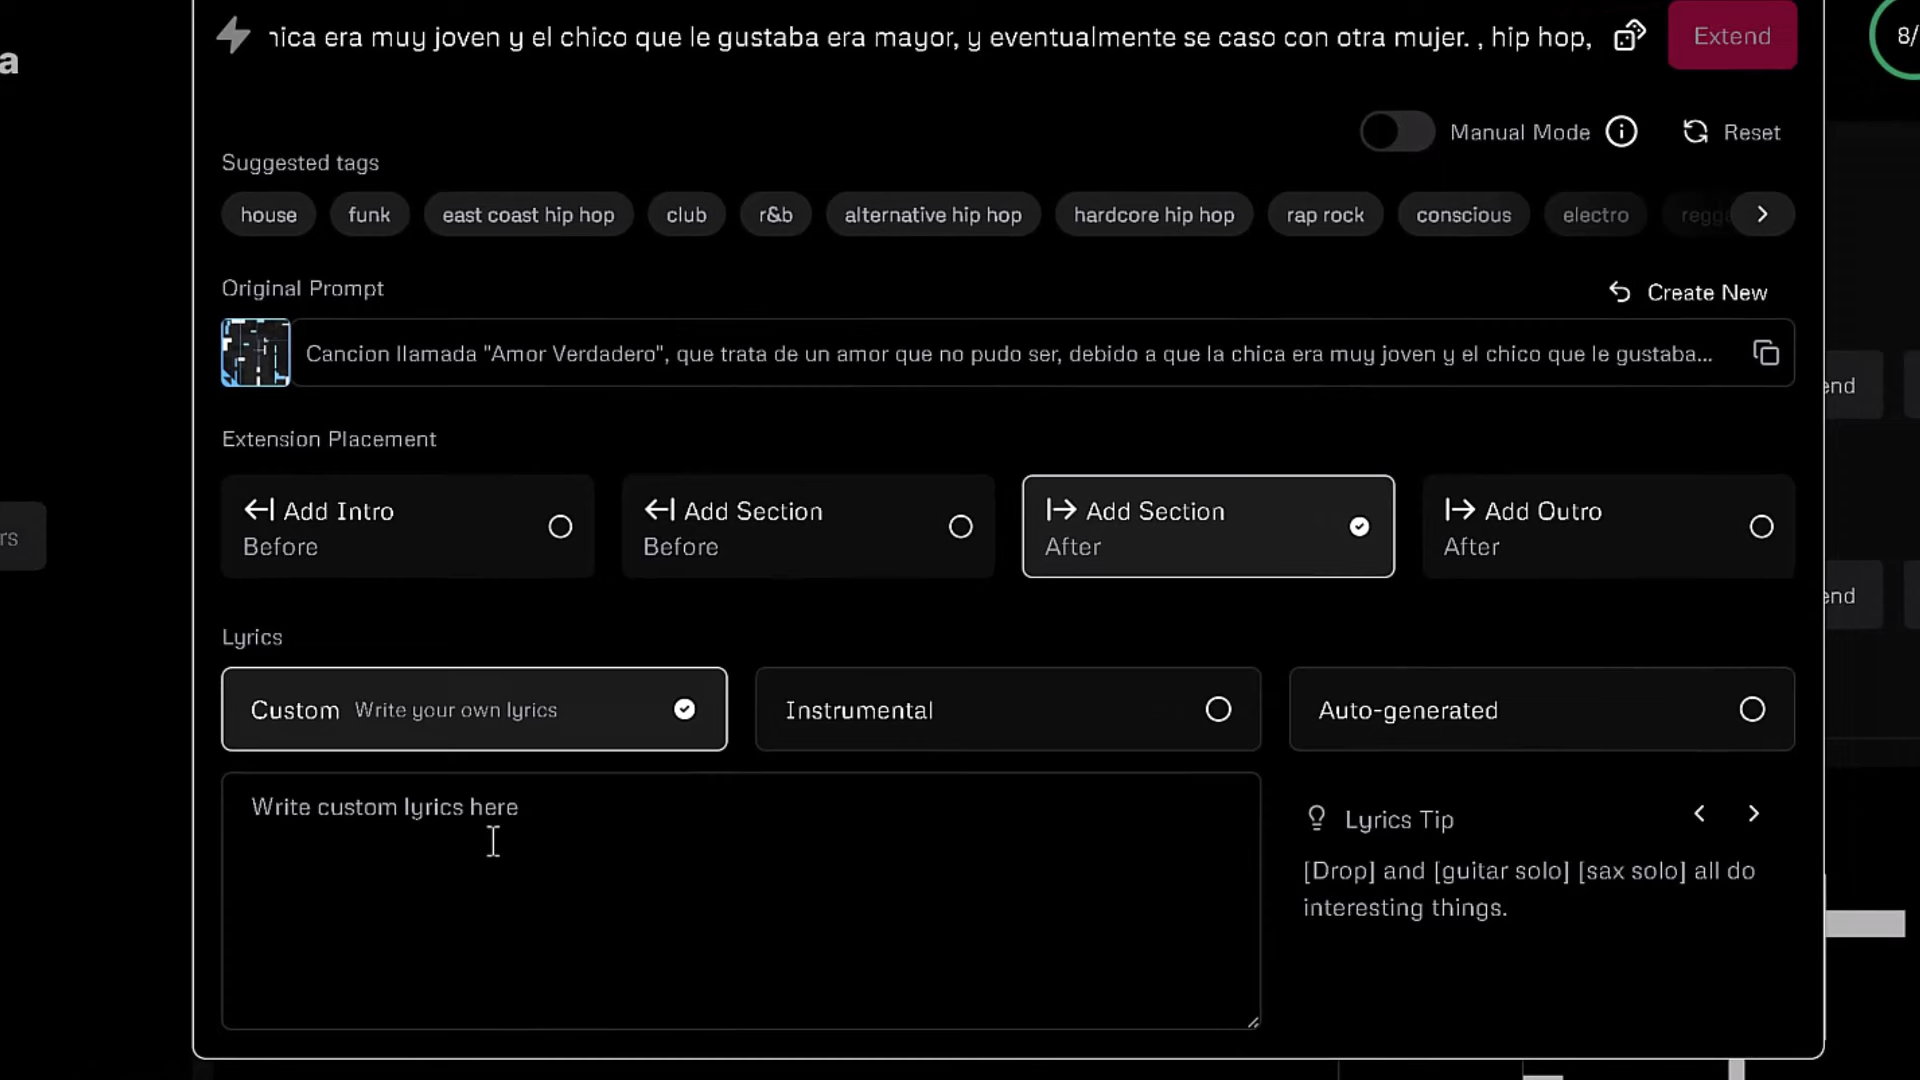 era muy joven y el chico que le gustaba era mayor, y eventualmente se caso con otra mujer. , hip hop,
Extend
8/
a
Manual Mode
Reset
Suggested tags
house
funk
east coast hip hop
club
r&b
alternative hip hop
hardcore hip hop
rap rock
conscious
electro
Original Prompt
Create New
Cancion llamada "Amor Verdadero", que trata de un amor que no pudo ser, debido a que la chica era muy joven y el chico que le gustaba...
Extension Placement
Add Intro
Before
Add Section
Before
Add Section
After
Add Outro
After
rs
end
end
Lyrics
Custom Write your own lyrics
Instrumental
Auto-generated
Write custom lyrics here
Lyrics Tip
[Drop] and [guitar solo] [sax solo] all do
interesting things.